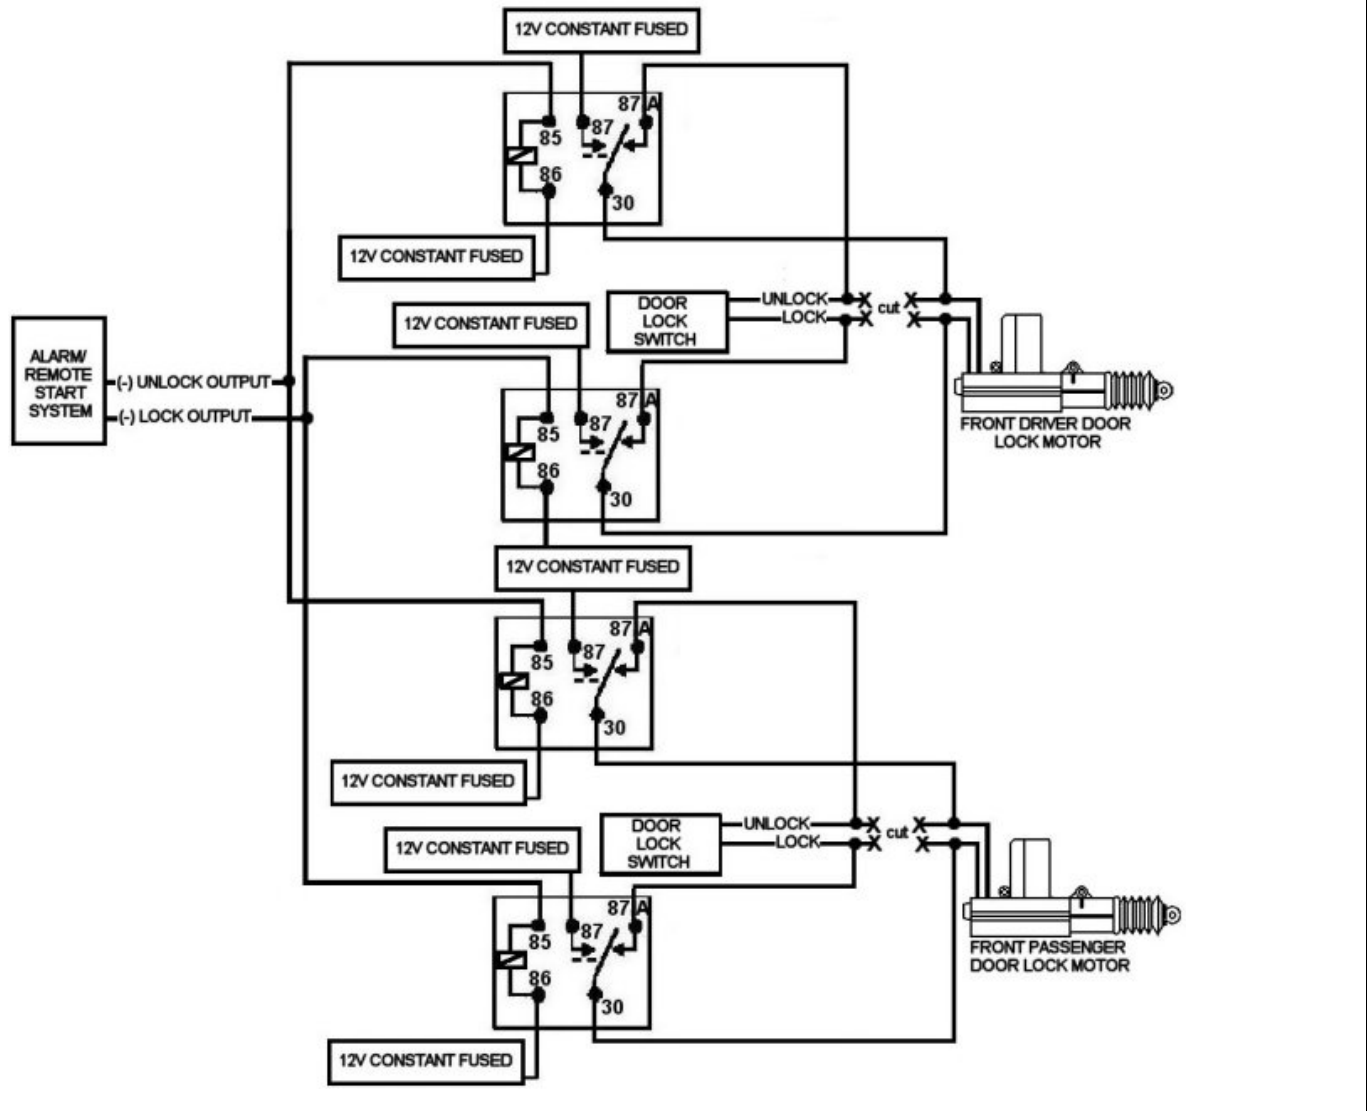 12V CONSTANT FUSED
87 A
87
85
86
30
12V CONSTANT FUSED
DOOR
LOCK
SWITCH
UNLOCK
LOCK
cut
12V CONSTANT FUSED
ALARM/
REMOTE
START
SYSTEM
(-) UNLOCK OUTPUT
(-) LOCK OUTPUT
87 A
87
85
86
30
FRONT DRIVER DOOR
LOCK MOTOR
12V CONSTANT FUSED
87 A
87
85
86
30
12V CONSTANT FUSED
DOOR
LOCK
SWITCH
UNLOCK
LOCK
cut
12V CONSTANT FUSED
87 A
87
85
86
30
FRONT PASSENGER
DOOR LOCK MOTOR
12V CONSTANT FUSED